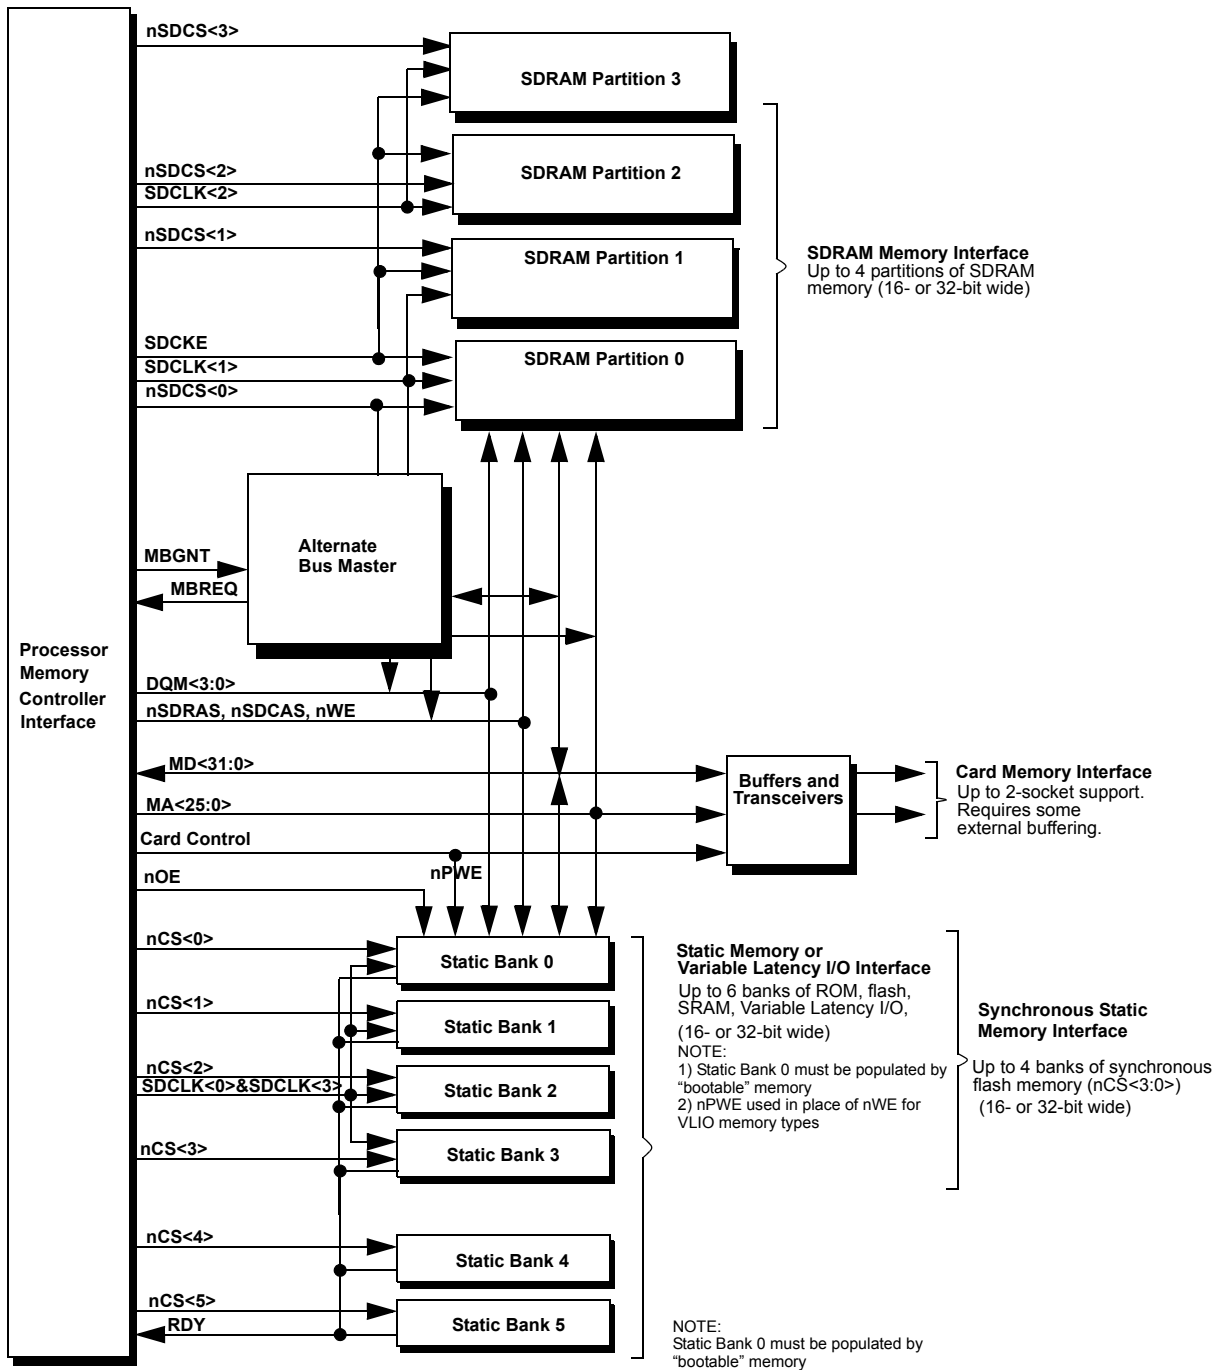 nSDCS<3>
SDRAM Partition 3
nSDCS<2>
SDCLK<2>
SDRAM Partition 2
nSDCS<1>
SDRAM Partition 1
SDRAM Memory Interface
Up to 4 partitions of SDRAM
memory (16- or 32-bit wide)
SDCKE
SDCLK<1>
nSDCS<0>
SDRAM Partition 0
Alternate
Bus Master
MBGNT
MBREQ
Processor
Memory
Controller
Interface
DQM<3:0>
nSDRAS, nSDCAS, nWE
MD<31:0>
MA<25:0>
Card Control
nOE
nPWE
Buffers and
Transceivers
Card Memory Interface
Up to 2-socket support.
Requires some
external buffering.
nCS<0>
Static Bank 0
nCS<1>
Static Bank 1
nCS<2>
SDCLK<0>&SDCLK<3>
Static Bank 2
nCS<3>
Static Bank 3
nCS<4>
Static Bank 4
nCS<5>
RDY
Static Bank 5
Static Memory or
Variable Latency I/O Interface
Up to 6 banks of ROM, flash,
SRAM, Variable Latency I/O,
(16- or 32-bit wide)
NOTE:
1) Static Bank 0 must be populated by
“bootable” memory
2) nPWE used in place of nWE for
VLIO memory types
Synchronous Static
Memory Interface
Up to 4 banks of synchronous
flash memory (nCS<3:0>)
(16- or 32-bit wide)
NOTE:
Static Bank 0 must be populated by
“bootable” memory